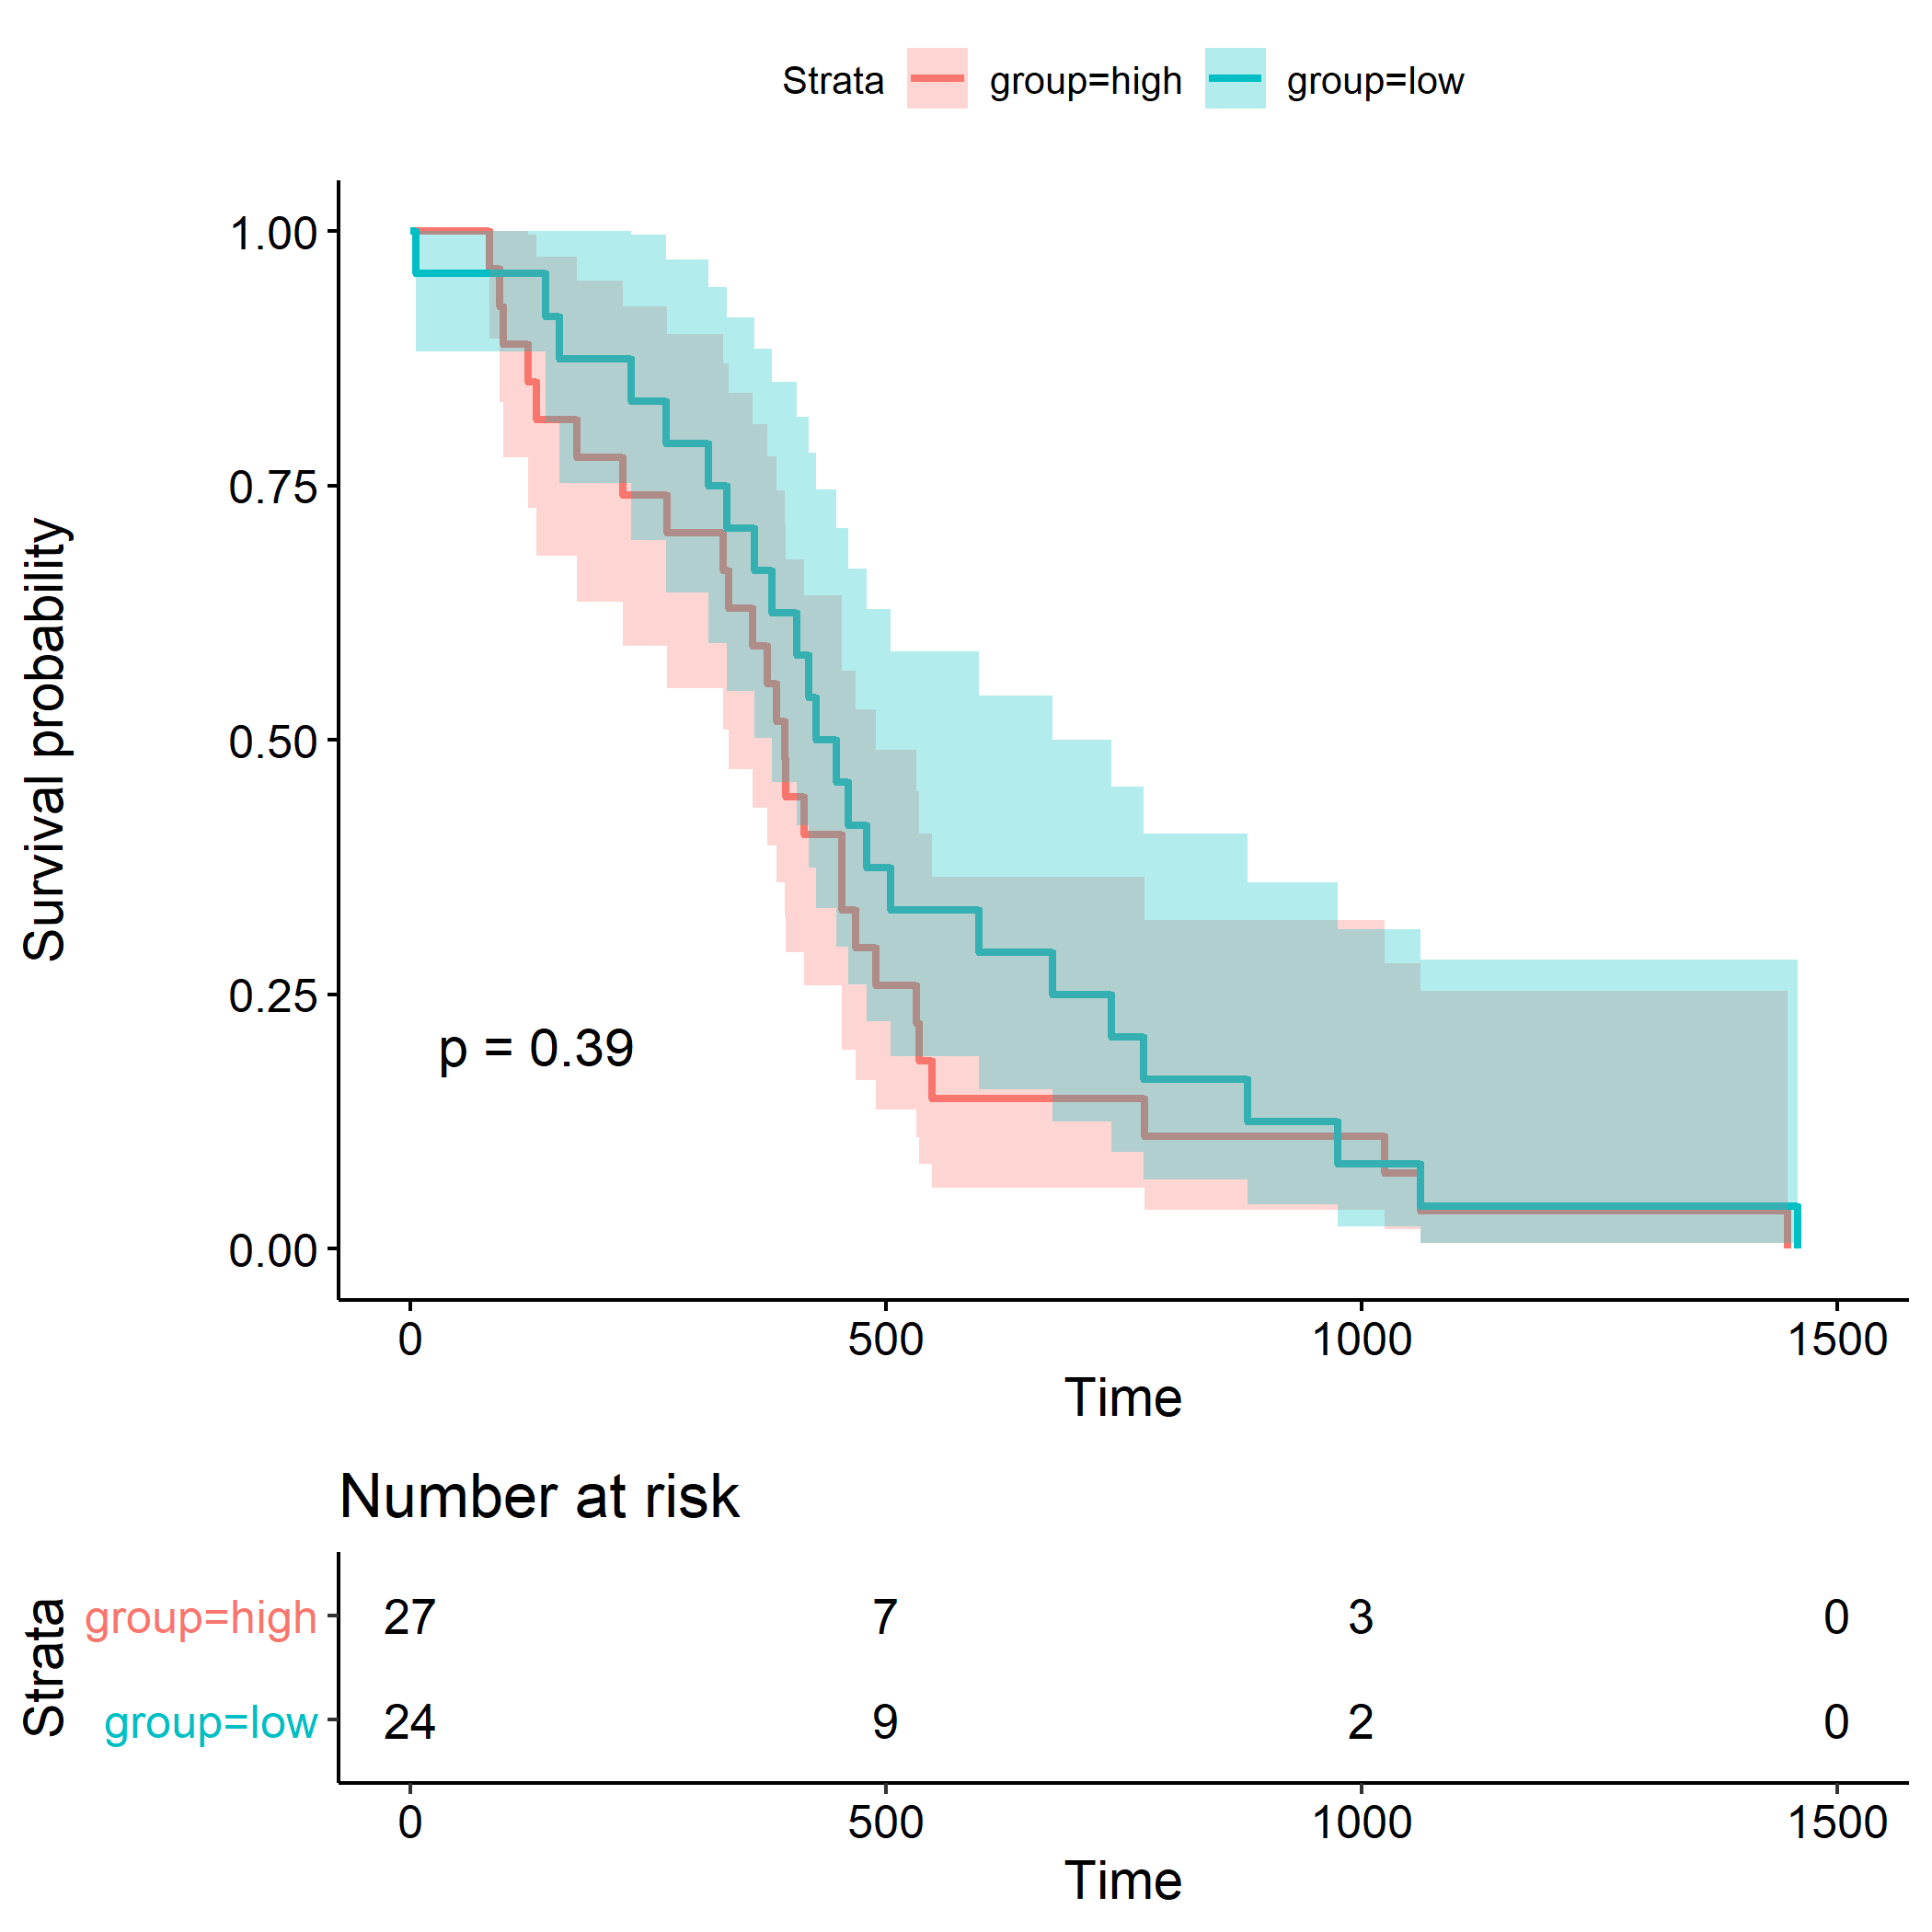 Strata group=high group=low
Survival probability
1.00
0.75
0.50
0.25
0.00
p = 0.39
0 500 1000 1500
Time
Number at risk
Strata
group=high 27 7 3 0
group=low 24 9 2 0
0 500 1000 1500
Time